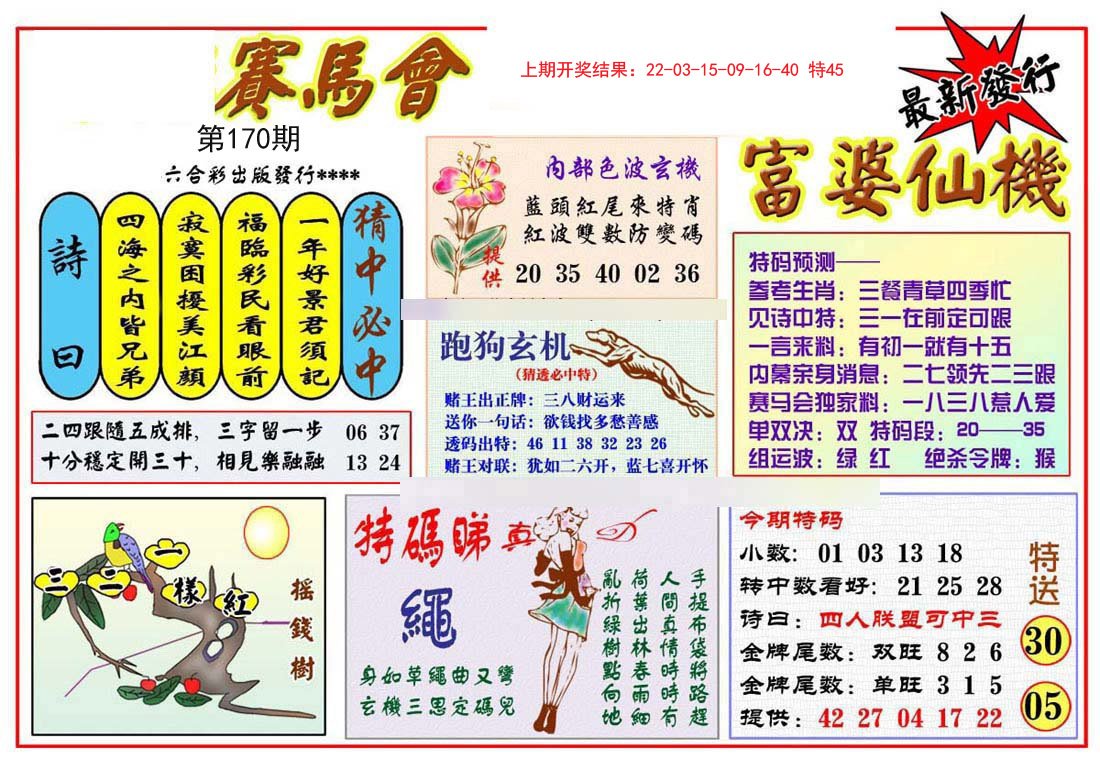 賽馬會
第170期
六合彩出版發行****
上期开奖结果：22-03-15-09-16-40 特45
最新發行
富婆仙機
猜中必中
一年好景君須記
福臨彩民看眼前
寂寞困擾美江顏
四海之内皆兄弟
詩曰
二四跟隨五成排，三字留一步 06 37
十分穩定開三十，相見樂融融 13 24
内部色波玄機
藍頭紅尾來特肖
紅波雙數防變碼
提供 20 35 40 02 36
跑狗玄机
（猜透必中特）
赌王出正牌：三八财运来
送你一句话：欲钱找多愁善感
透码出特：46 11 38 32 23 26
赌王对联：犹如二六开，蓝七喜开怀
特码预测——
参考生肖：三餐青草四季忙
见诗中特：三一在前定可跟
一言来料：有初一就有十五
内幕亲身消息：二七领先二三跟
赛马会独家料：一八三八惹人爱
单双决：双 特码段：20——35
组运波：绿 红 绝杀令牌：猴
三二一樣紅
摇錢樹
特碼睇真D
繩
身如草繩曲又彎
玄機三思定碼兒
手提布袋將路趕
人間真情時時有
荷葉出林春雨細
亂折綠樹點向地
今期特码
小数：01 03 13 18
转中数看好：21 25 28
诗曰：四人联盟可中三
金牌尾数：双旺 8 2 6
金牌尾数：单旺 3 1 5
提供：42 27 04 17 22
特送
30
05